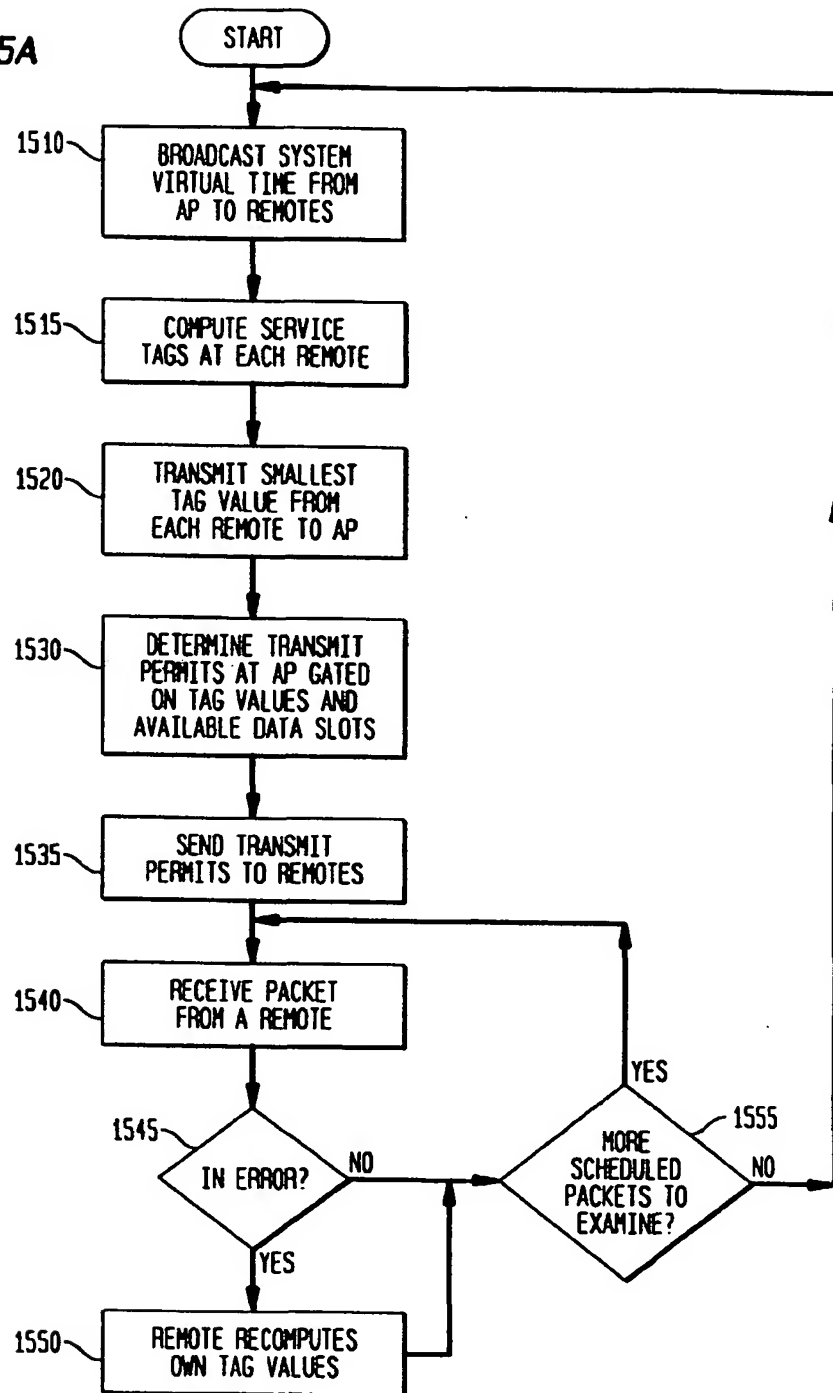 5A
START
1510
BROADCAST SYSTEM
VIRTUAL TIME FROM
AP TO REMOTES
1515
COMPUTE SERVICE
TAGS AT EACH REMOTE
1520
TRANSMIT SMALLEST
TAG VALUE FROM
EACH REMOTE TO AP
1530
DETERMINE TRANSMIT
PERMITS AT AP GATED
ON TAG VALUES AND
AVAILABLE DATA SLOTS
1535
SEND TRANSMIT
PERMITS TO REMOTES
1540
RECEIVE PACKET
FROM A REMOTE
YES
1545
IN ERROR?
NO
1555
MORE
SCHEDULED
PACKETS TO
EXAMINE?
NO
YES
1550
REMOTE RECOMPUTES
OWN TAG VALUES